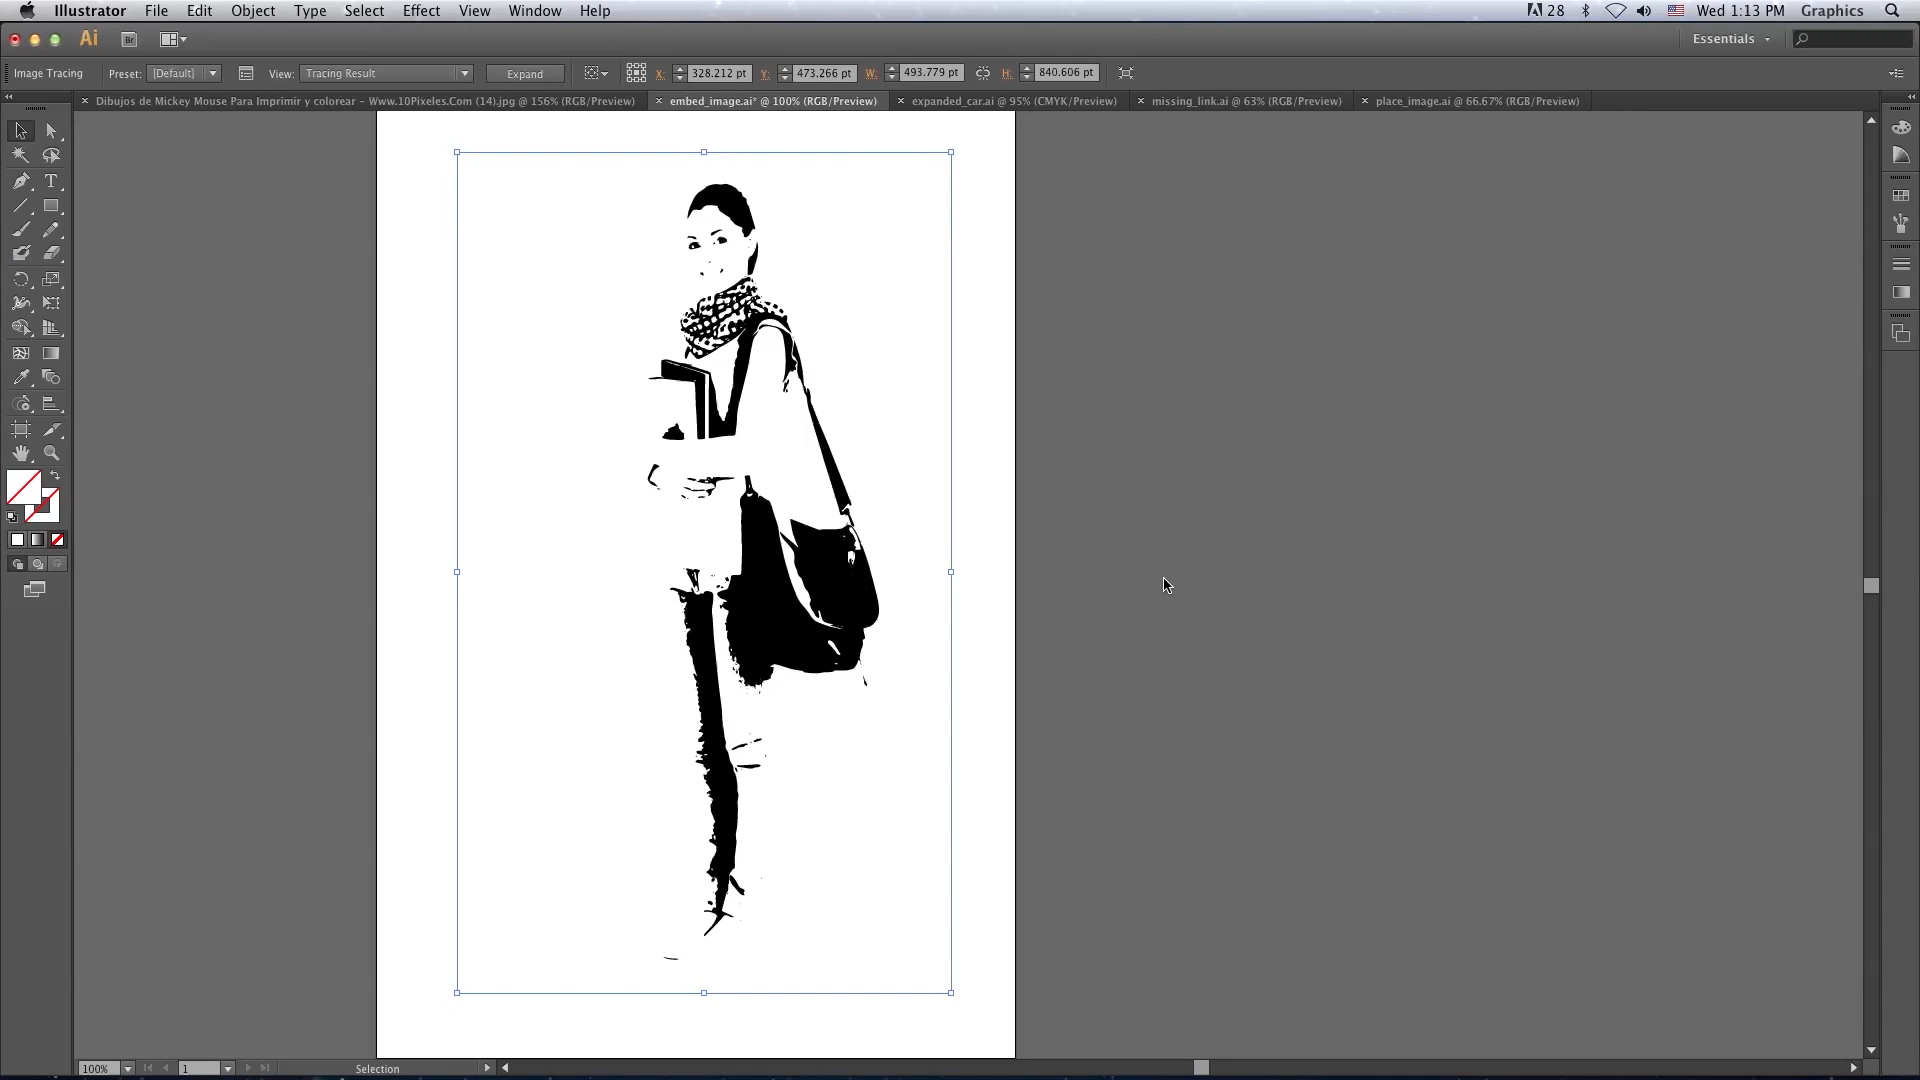 Illustrator File Edit Object Type Select Effect View Window Help
28 Wed 1:13 PM Graphics
Ai Br Essentials
Image Tracing Preset: [Default] View: Tracing Result Expand X: 328.212 pt Y: 473.266 pt W: 493.779 pt H: 840.606 pt
Dibujos de Mickey Mouse Para Imprimir y colorear – Www.10Pixeles.Com (14).jpg @ 156% (RGB/Preview) embed_image.ai* @ 100% (RGB/Preview) expanded_car.ai @ 95% (CMYK/Preview) missing_link.ai @ 63% (RGB/Preview) place_image.ai @ 66.67% (RGB/Preview)
T
100% 1 Selection